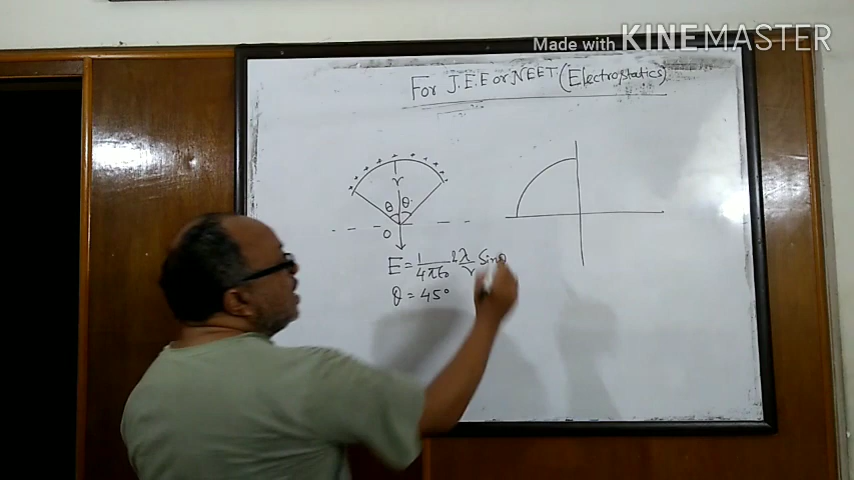 Made with KINEMASTER
For J.E.E or NEET (Electrostatics)
+ + + + + + + + +
r
θ θ
O
E = 1/4πε₀ 2λ/r Sinθ
θ = 45°